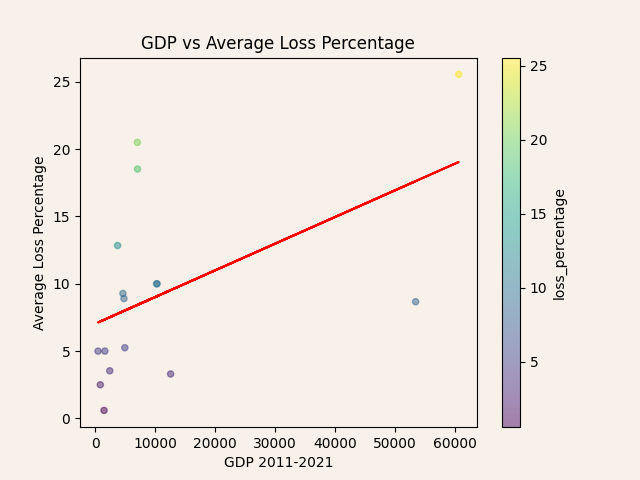 GDP vs Average Loss Percentage
25
20
15
10
5
0
Average Loss Percentage
0 10000 20000 30000 40000 50000 60000
GDP 2011-2021
25
20
15
10
5
loss_percentage